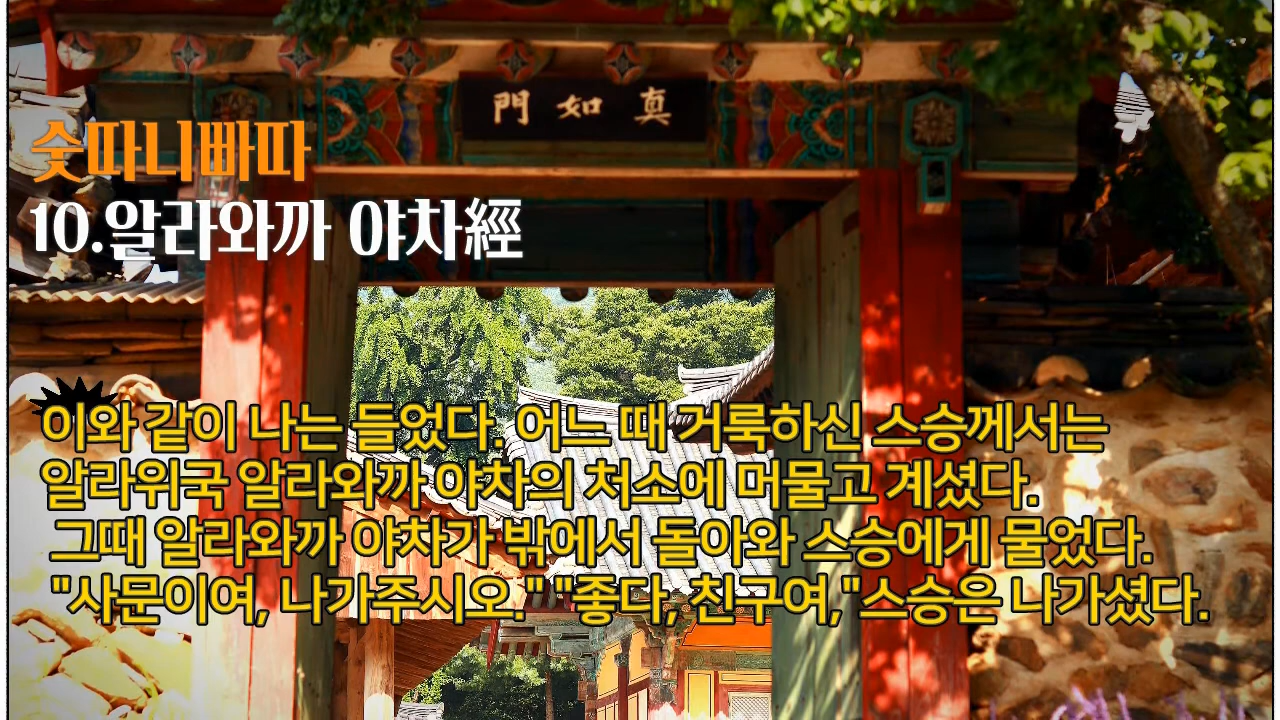 門如真
숫따니빠따
10.알라와까 야차經
이와 같이 나는 들었다. 어느 때 거룩하신 스승께서는
알라위국 알라와까 야차의 처소에 머물고 계셨다.
그때 알라와까 야차가 밖에서 돌아와 스승에게 물었다.
"사문이여, 나가주시오." "좋다, 친구여,"스승은 나가셨다.